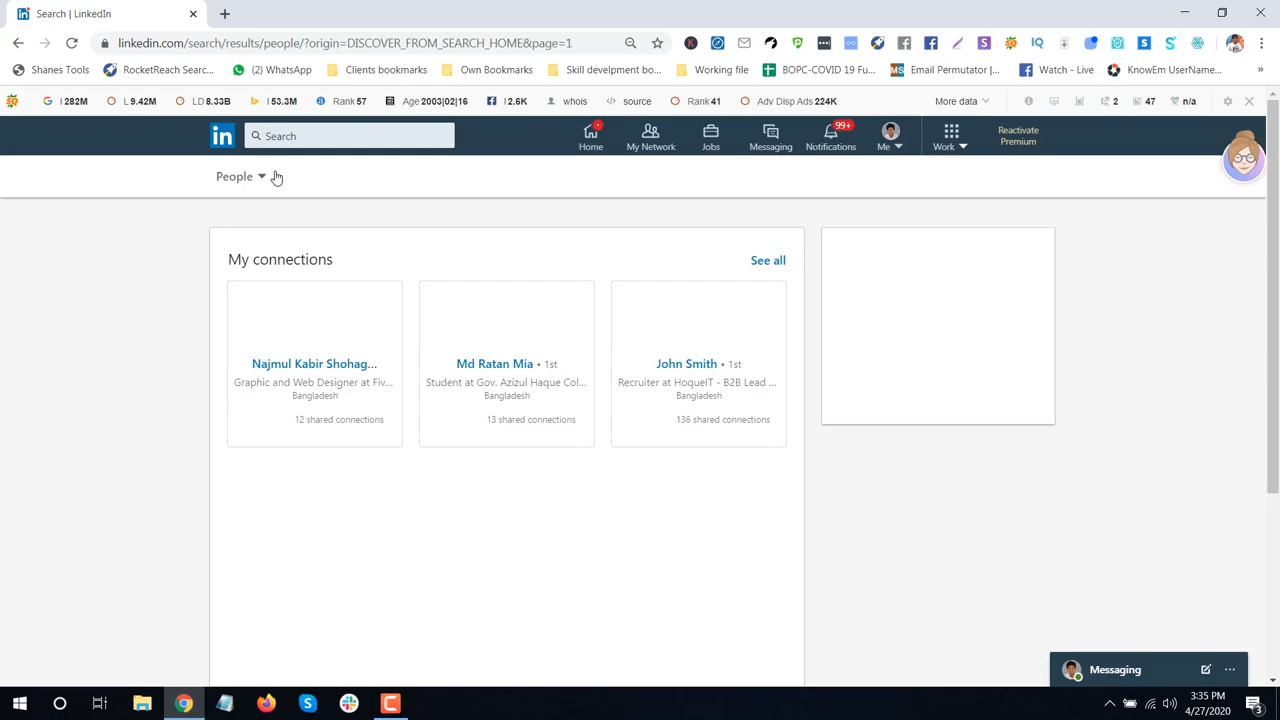 Search | LinkedIn
linkedin.com/search/results/people/?origin=DISCOVER_FROM_SEARCH_HOME&page=1
Shanes Tools
RocketReach Searc...
(2) WhatsApp
Clients bookmarks
Own Bookmarks
Skill develpment bo...
Working file
BOPC-COVID 19 Fu...
Email Permutator |...
Watch - Live
KnowEm UserName...
I 282M
L 9.42M
LD 8.33B
I 53.3M
Rank 57
Age 2003|02|16
I 2.6K
whois
source
Rank 41
Adv Disp Ads 224K
More data
2
47
n/a
in
Search
Home
My Network
Jobs
Messaging
99+
Notifications
Me
Work
Reactivate
Premium
People
My connections
See all
Najmul Kabir Shohag...
Graphic and Web Designer at Fiv...
Bangladesh
12 shared connections
Md Ratan Mia • 1st
Student at Gov. Azizul Haque Col...
Bangladesh
13 shared connections
John Smith • 1st
Recruiter at HoqueIT - B2B Lead ...
Bangladesh
136 shared connections
Messaging
3:35 PM
4/27/2020
3